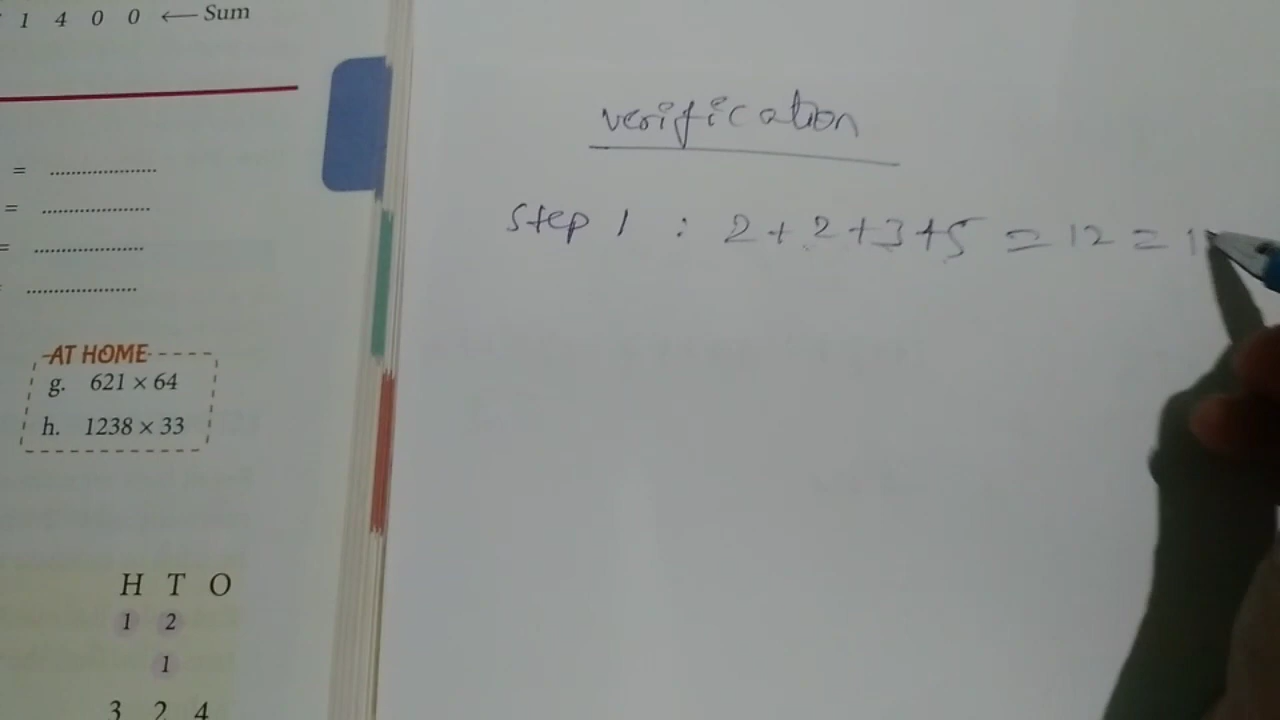 1 4 0 0 ← Sum
= ....................
= ....................
= ....................
....................
AT HOME
g. 621 × 64
h. 1238 × 33
H T O
1 2
1
3 2 4
verification
Step 1 : 2+2+3+5 = 12 = 1